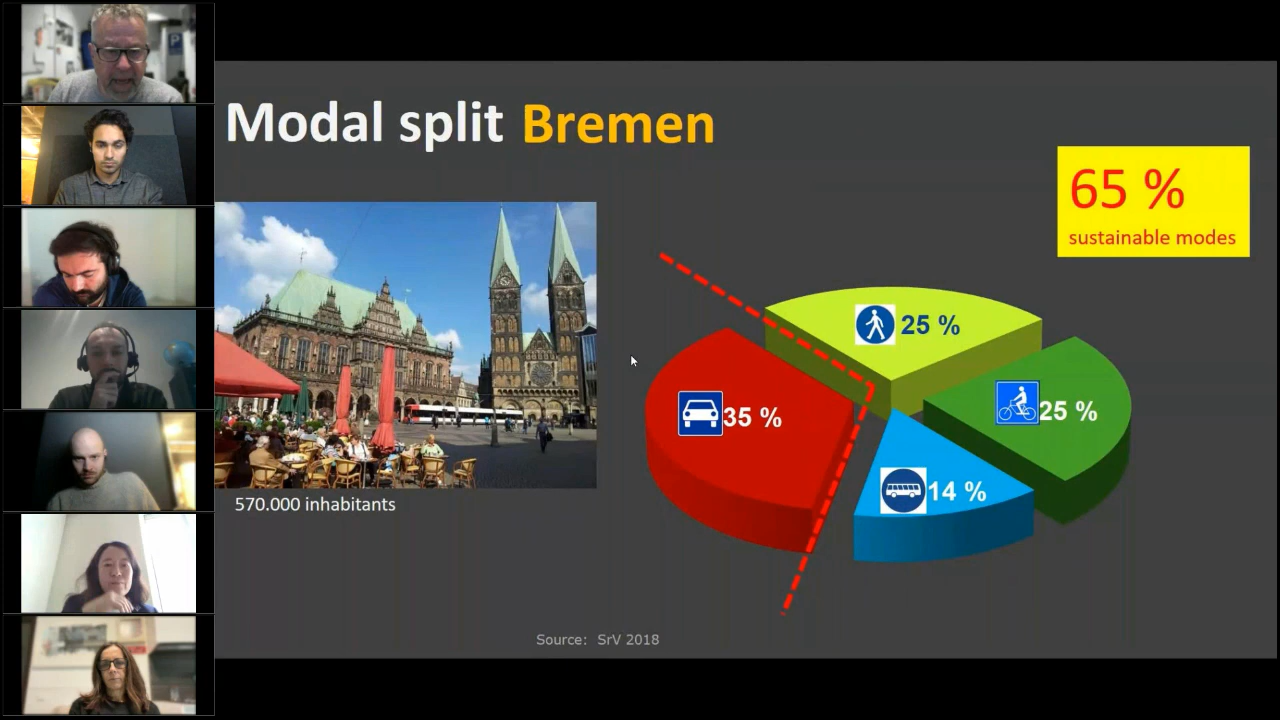 Modal split Bremen
65 %
sustainable modes
25 %
35 %
25 %
14 %
570.000 inhabitants
Source: SrV 2018
P